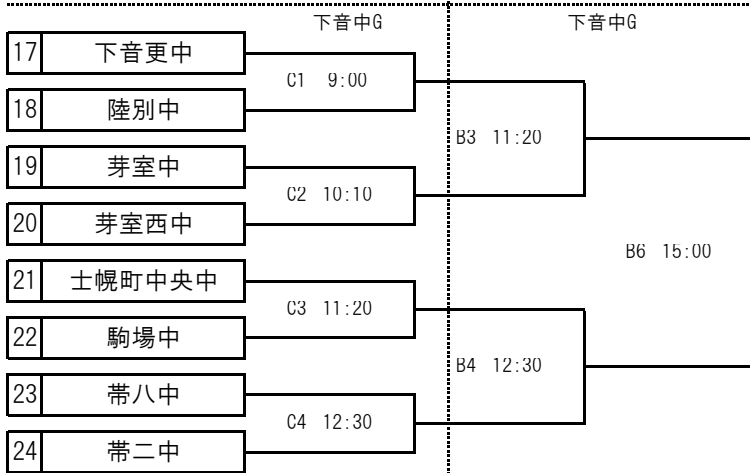 下音中G 下音中G
17 下音更中
C1 9:00
18 陸別中
B3 11:20
19 芽室中
C2 10:10
20 芽室西中
B6 15:00
21 士幌町中央中
C3 11:20
22 駒場中
B4 12:30
23 帯八中
C4 12:30
24 帯二中